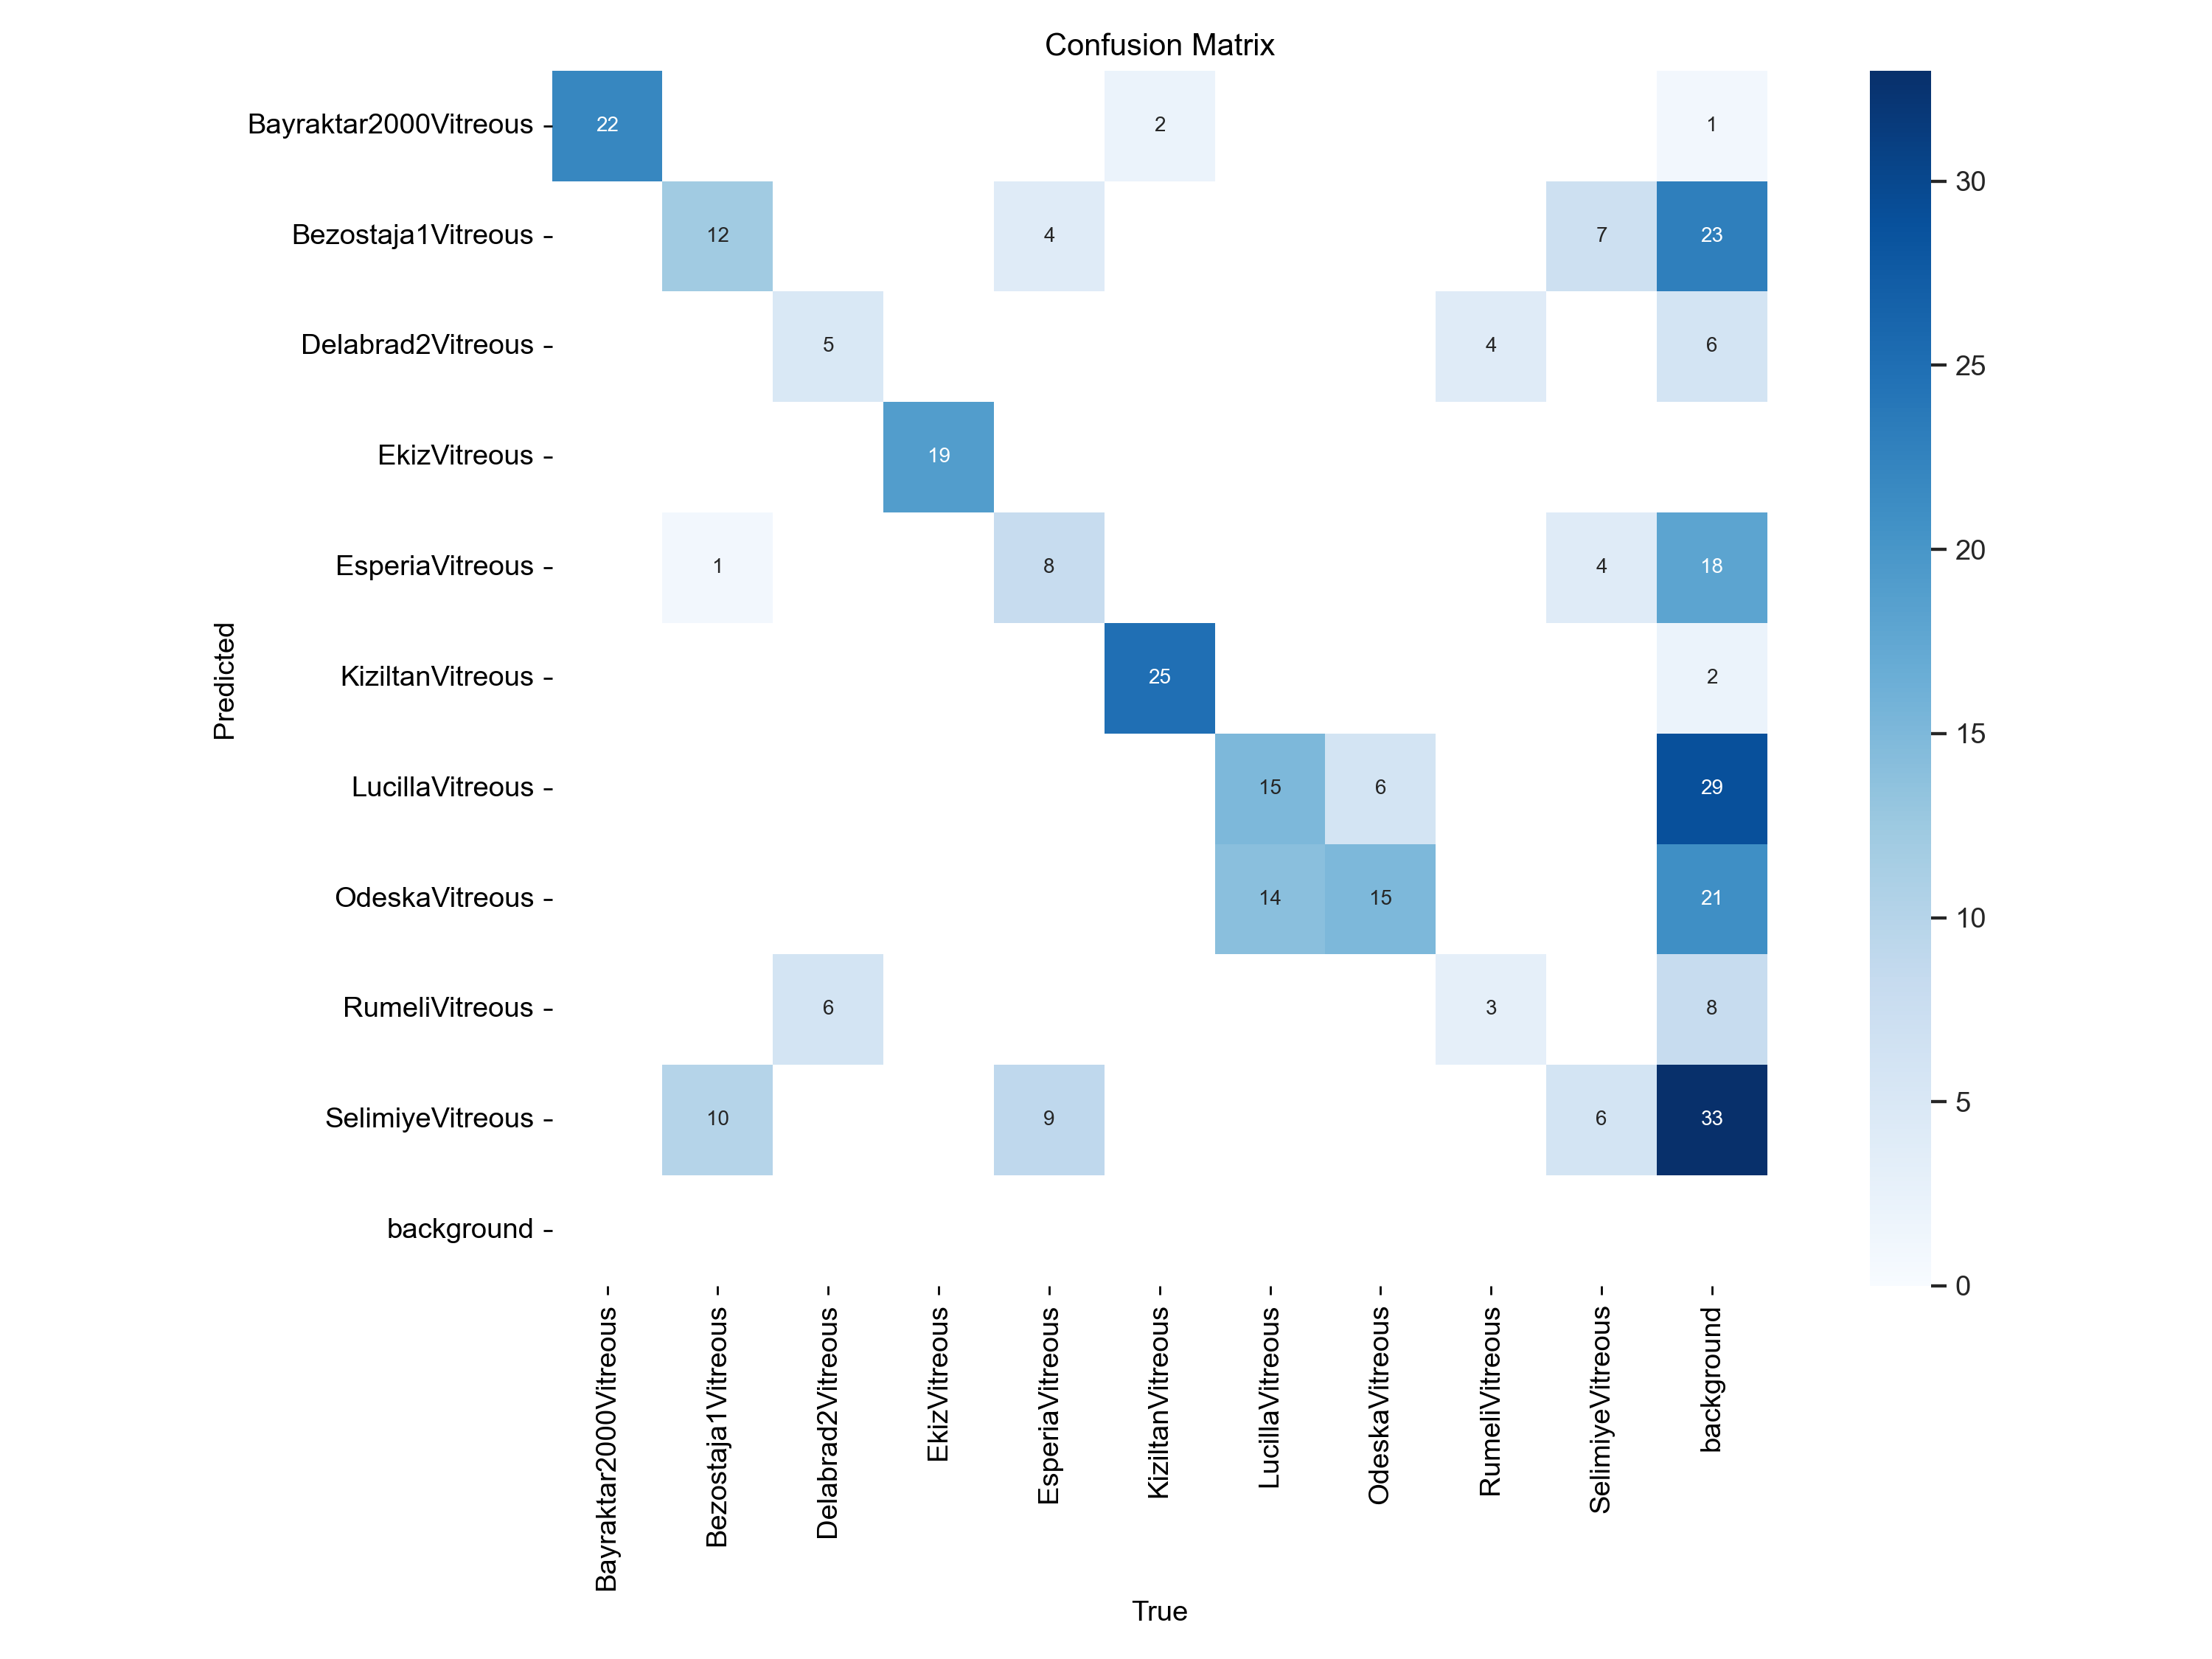 Confusion Matrix
Bayraktar2000Vitreous 22 2 1
Bezostaja1Vitreous 12 4 7 23
Delabrad2Vitreous 5 4 6
EkizVitreous 19
EsperiaVitreous 1 8 4 18
KiziltanVitreous 25 2
LucillaVitreous 15 6 29
OdeskaVitreous 14 15 21
RumeliVitreous 6 3 8
SelimiyeVitreous 10 9 6 33
background
Predicted
Bayraktar2000Vitreous
Bezostaja1Vitreous
Delabrad2Vitreous
EkizVitreous
EsperiaVitreous
KiziltanVitreous
LucillaVitreous
OdeskaVitreous
RumeliVitreous
SelimiyeVitreous
background
True
30
25
20
15
10
5
0